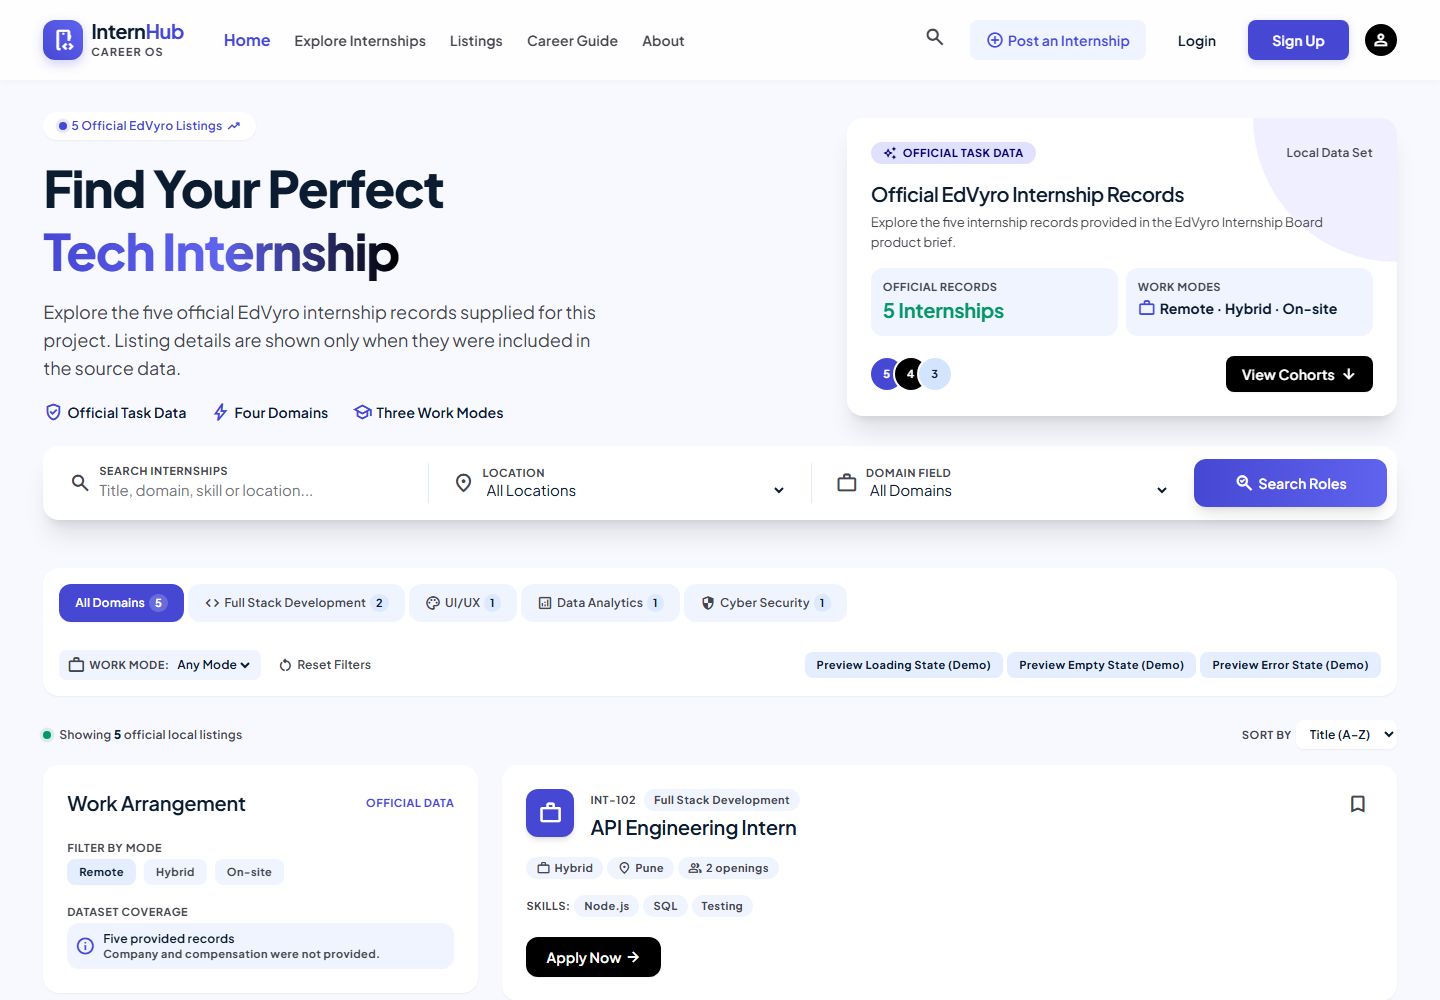 InternHub
CAREER OS
Home
Explore Internships
Listings
Career Guide
About
Post an Internship
Login
Sign Up
5 Official EdVyro Listings
Find Your Perfect
Tech Internship
Explore the five official EdVyro internship records supplied for this
project. Listing details are shown only when they were included in
the source data.
Official Task Data
Four Domains
Three Work Modes
OFFICIAL TASK DATA
Local Data Set
Official EdVyro Internship Records
Explore the five internship records provided in the EdVyro Internship Board
product brief.
OFFICIAL RECORDS
5 Internships
WORK MODES
Remote · Hybrid · On-site
5
4
3
View Cohorts
SEARCH INTERNSHIPS
Title, domain, skill or location...
LOCATION
All Locations
DOMAIN FIELD
All Domains
Search Roles
All Domains 5
Full Stack Development 2
UI/UX 1
Data Analytics 1
Cyber Security 1
WORK MODE: Any Mode
Reset Filters
Preview Loading State (Demo)
Preview Empty State (Demo)
Preview Error State (Demo)
Showing 5 official local listings
SORT BY Title (A–Z)
Work Arrangement
OFFICIAL DATA
FILTER BY MODE
Remote
Hybrid
On-site
DATASET COVERAGE
Five provided records
Company and compensation were not provided.
INT-102
Full Stack Development
API Engineering Intern
Hybrid
Pune
2 openings
SKILLS: Node.js SQL Testing
Apply Now